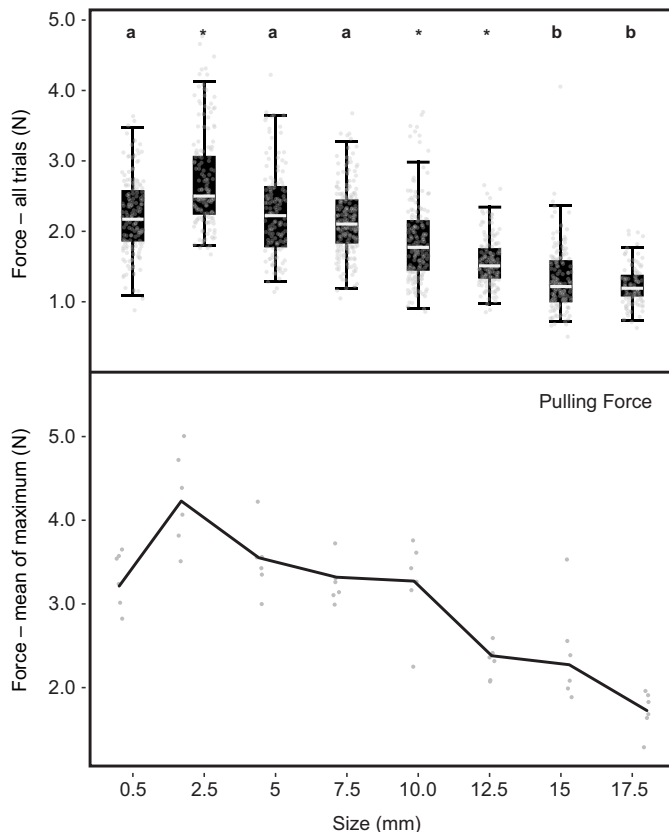 5.0
a * a a * * b b
4.0
3.0
2.0
1.0
Force – all trials (N)
Pulling Force
5.0
4.0
3.0
2.0
Force – mean of maximum (N)
0.5 2.5 5 7.5 10.0 12.5 15 17.5
Size (mm)